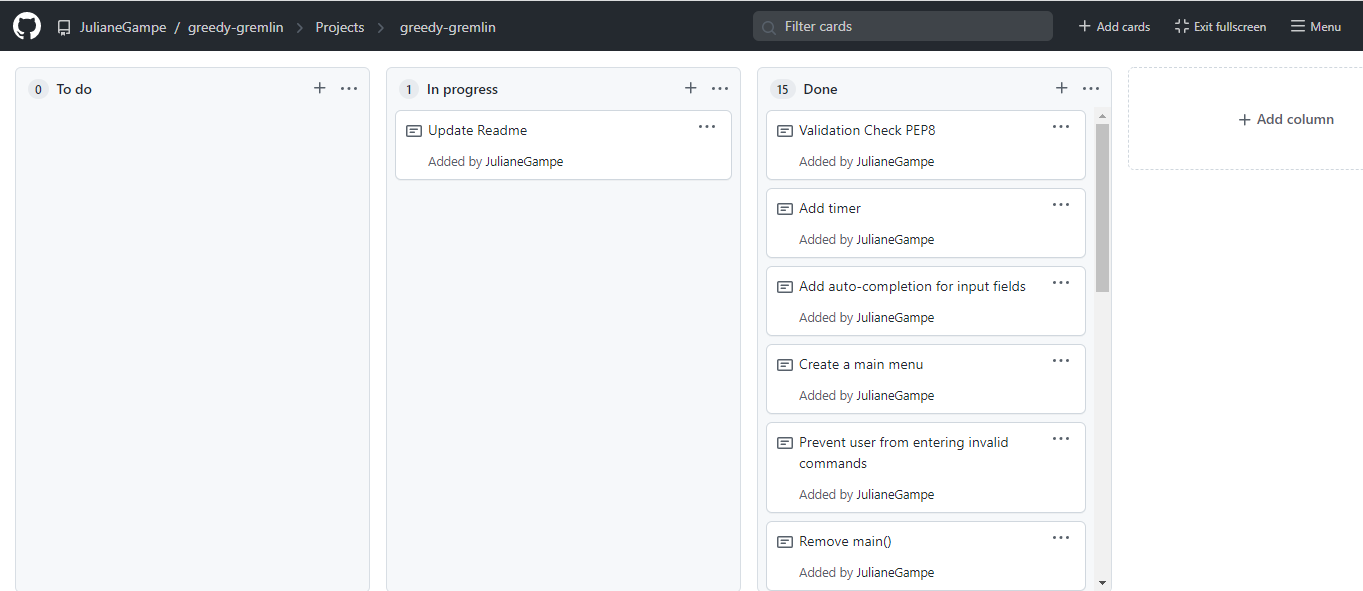 JulianeGampe / greedy-gremlin > Projects > greedy-gremlin
Filter cards
+ Add cards
Exit fullscreen
Menu
0 To do
1 In progress
Update Readme
Added by JulianeGampe
15 Done
Validation Check PEP8
Added by JulianeGampe
Add timer
Added by JulianeGampe
Add auto-completion for input fields
Added by JulianeGampe
Create a main menu
Added by JulianeGampe
Prevent user from entering invalid
commands
Added by JulianeGampe
Remove main()
Added by JulianeGampe
+ Add column